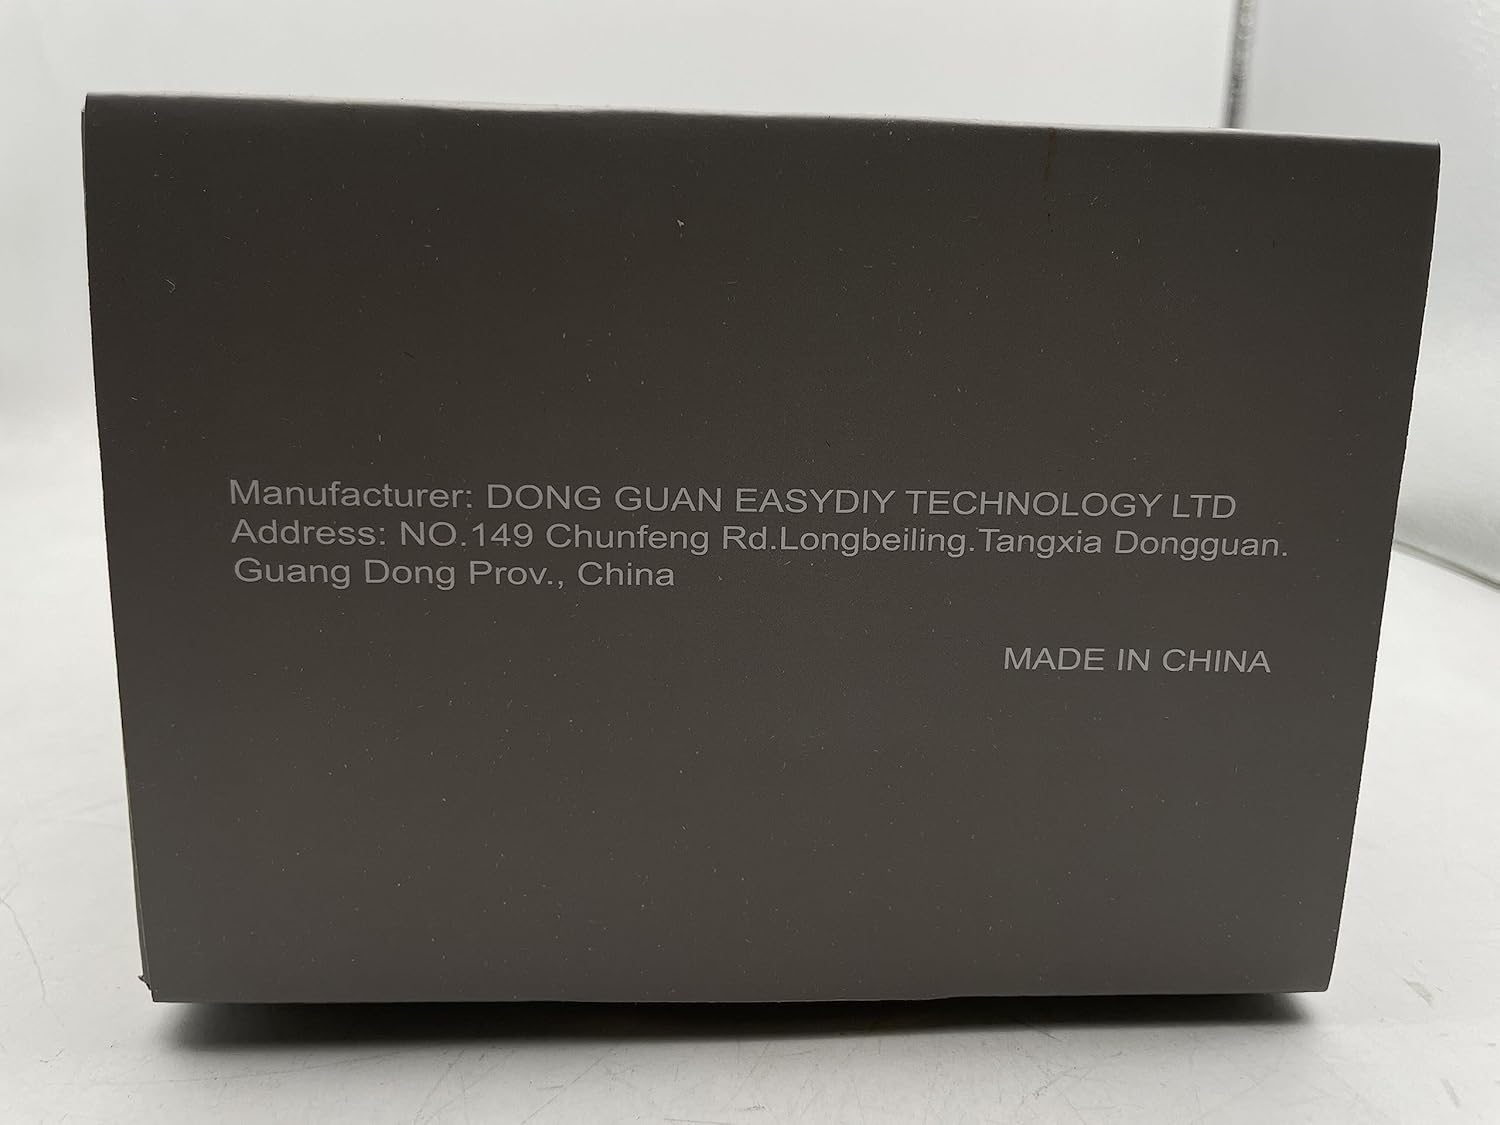 Manufacturer: DONG GUAN EASYDIY TECHNOLOGY LTD
Address: NO.149 Chunfeng Rd.Longbeiling.Tangxia Dongguan.
Guang Dong Prov., China
MADE IN CHINA